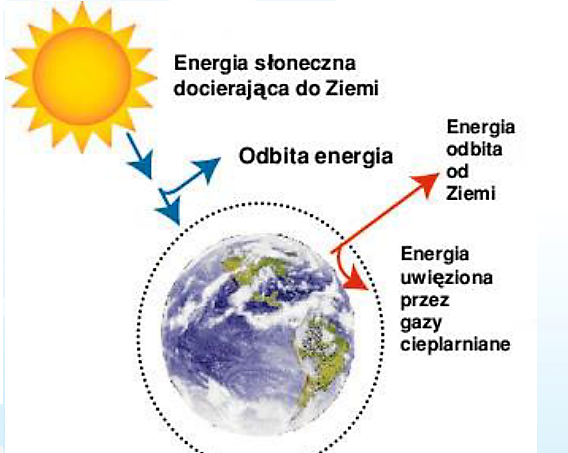 Energia słoneczna
docierająca do Ziemi
Odbita energia
Energia
odbita
od
Ziemi
Energia
uwięziona
przez
gazy
cieplarniane